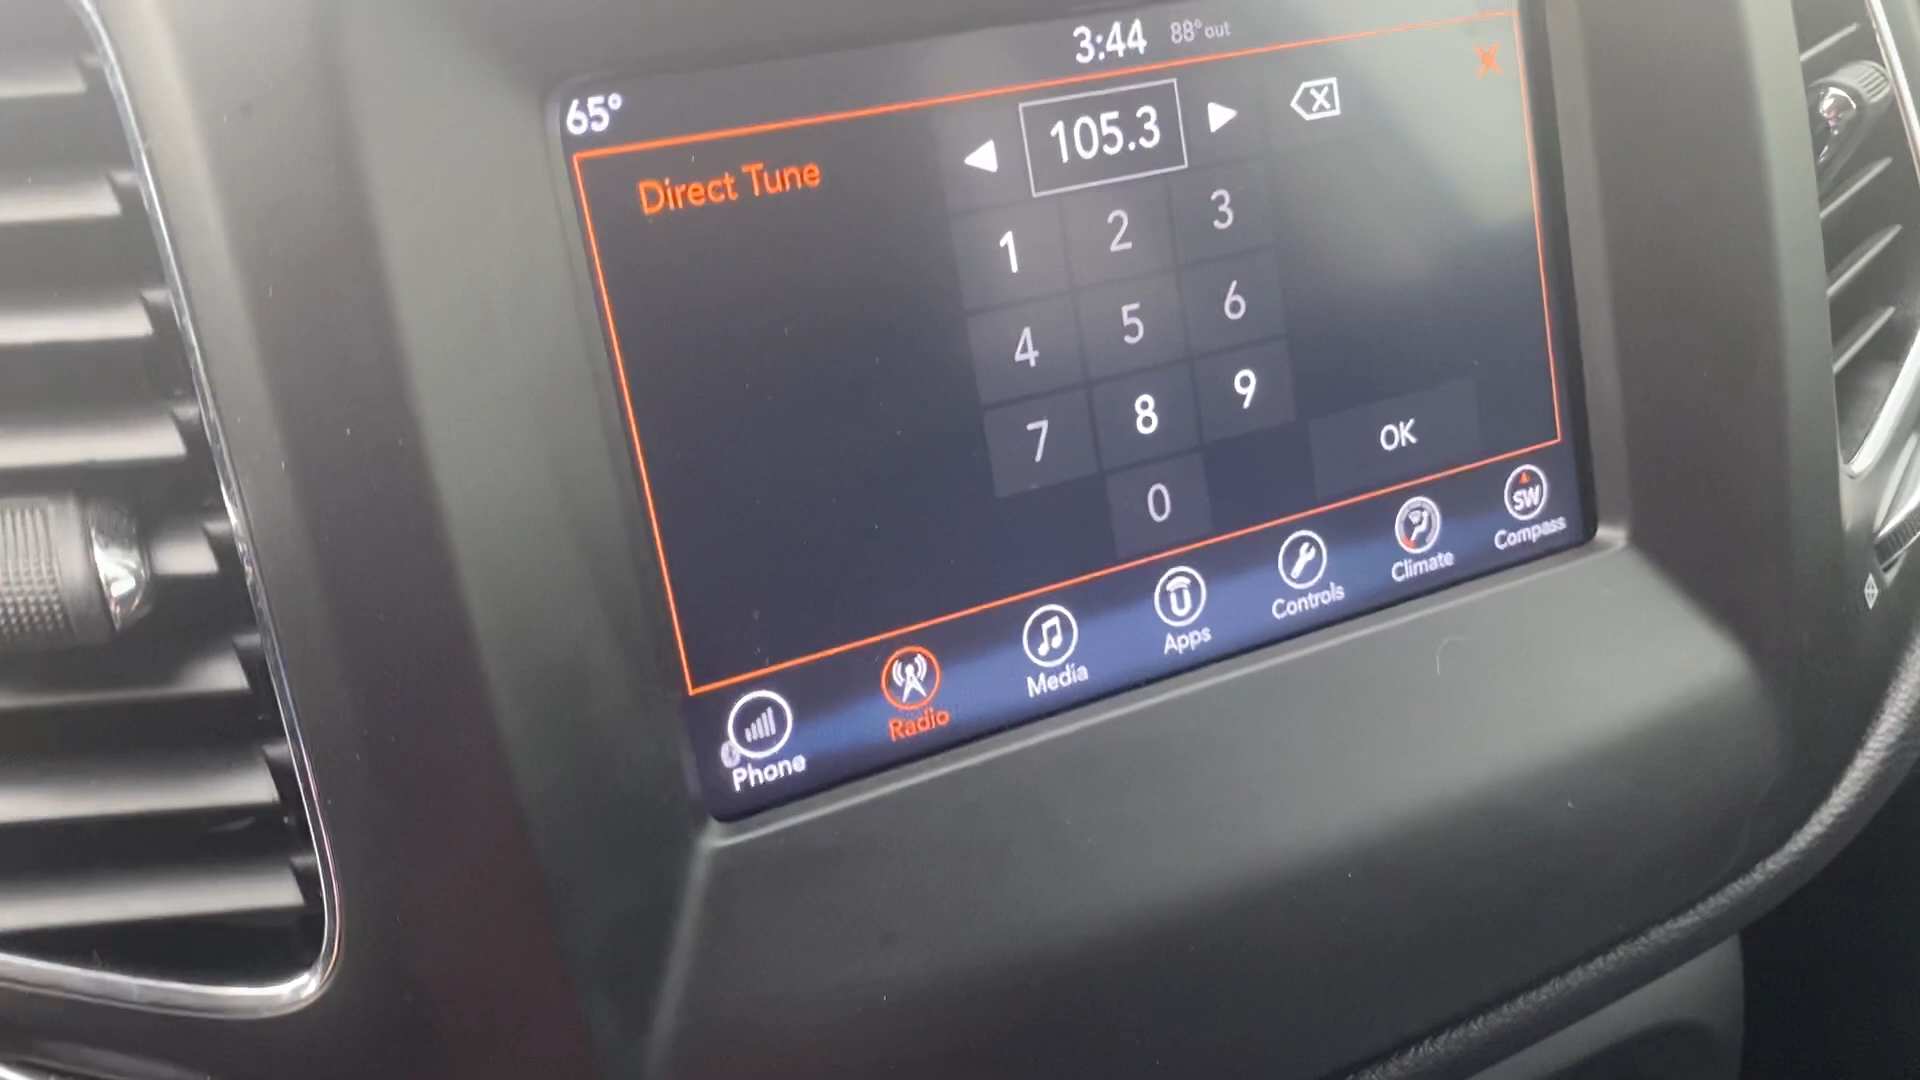 3:44 88° out
65°
Direct Tune
105.3
1 2 3
4 5 6
7 8 9
0
OK
Phone
Radio
Media
Apps
Controls
Climate
SW
Compass